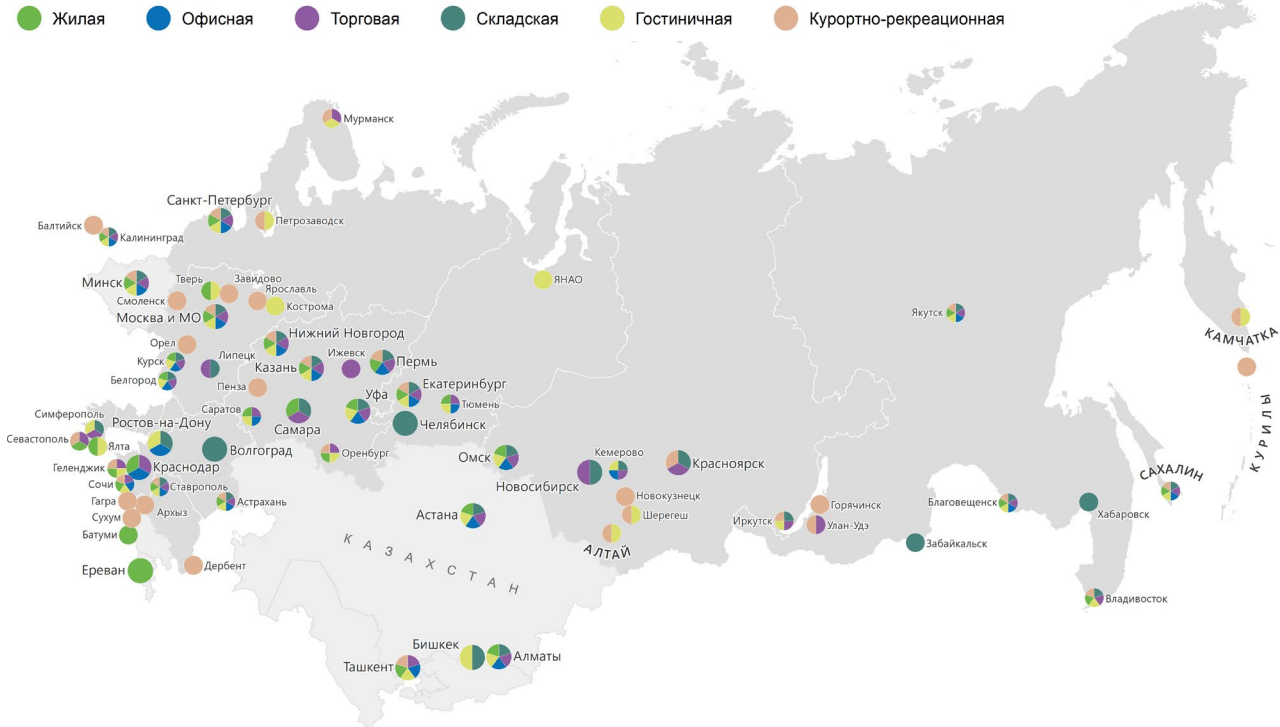 Жилая
Офисная
Торговая
Складская
Гостиничная
Курортно-рекреационная
Мурманск
Санкт-Петербург
Петрозаводск
Балтийск
Калининград
Минск
Тверь
Завидово
ЯНАО
Смоленск
Ярославль
Кострома
Москва и МО
Якутск
КАМЧАТКА
Нижний Новгород
Орел
Курск
Липецк
Ижевск
Казань
Пермь
Белгород
Пенза
Екатеринбург
Уфа
Тюмень
Саратов
Самара
Симферополь
Ростов-на-Дону
Челябинск
КУРИЛЫ
Севастополь
Ялта
Волгоград
Оренбург
Омск
Кемерово
Красноярск
Геленджик
Краснодар
Новосибирск
САХАЛИН
Сочи
Ставрополь
Новокузнецк
Гагра
Архыз
Астрахань
Горячинск
Благовещенск
Хабаровск
Сухум
Астана
Шерегеш
Иркутск
Улан-Удэ
Батуми
КАЗАХСТАН
АЛТАЙ
Забайкальск
Ереван
Дербент
Владивосток
Бишкек
Алматы
Ташкент